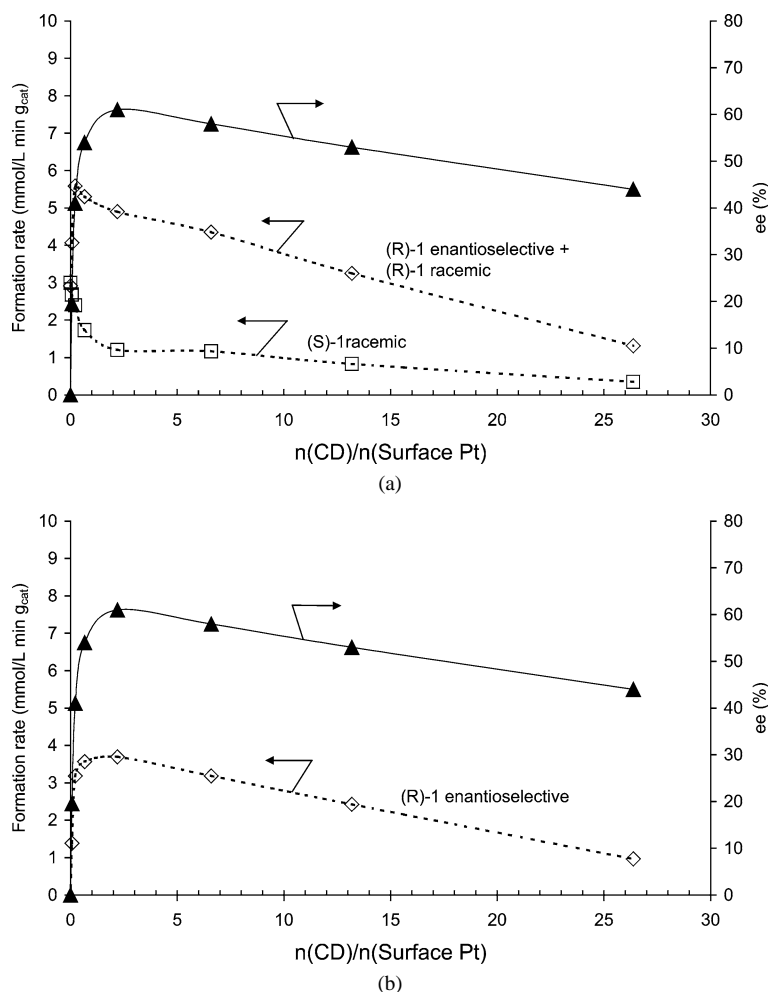 10
9
8
7
6
5
4
3
2
1
0
Formation rate (mmol/L min gcat)
80
70
60
50
40
30
20
10
0
ee (%)
(R)-1 enantioselective +
(R)-1 racemic
(S)-1racemic
0 5 10 15 20 25 30
n(CD)/n(Surface Pt)
(a)
10
9
8
7
6
5
4
3
2
1
0
Formation rate (mmol/L min gcat)
80
70
60
50
40
30
20
10
0
ee (%)
(R)-1 enantioselective
0 5 10 15 20 25 30
n(CD)/n(Surface Pt)
(b)